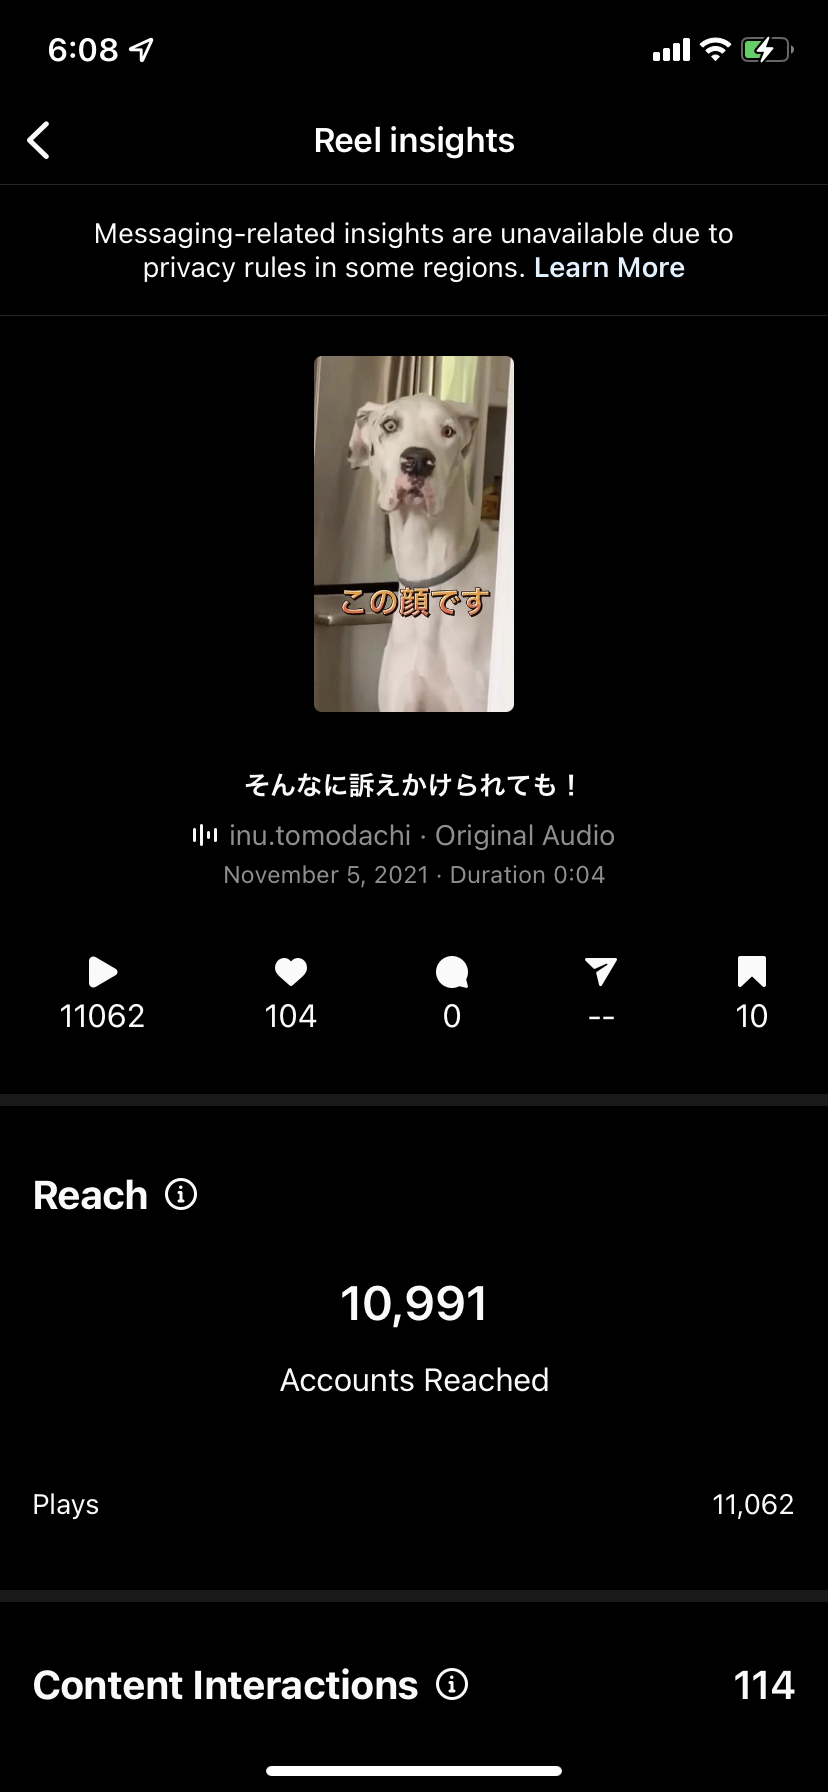 6:08
Reel insights
Messaging-related insights are unavailable due to
privacy rules in some regions. Learn More
この顔です
そんなに訴えかけられても！
inu.tomodachi · Original Audio
November 5, 2021 · Duration 0:04
11062 104 0 -- 10
Reach
10,991
Accounts Reached
Plays 11,062
Content Interactions 114